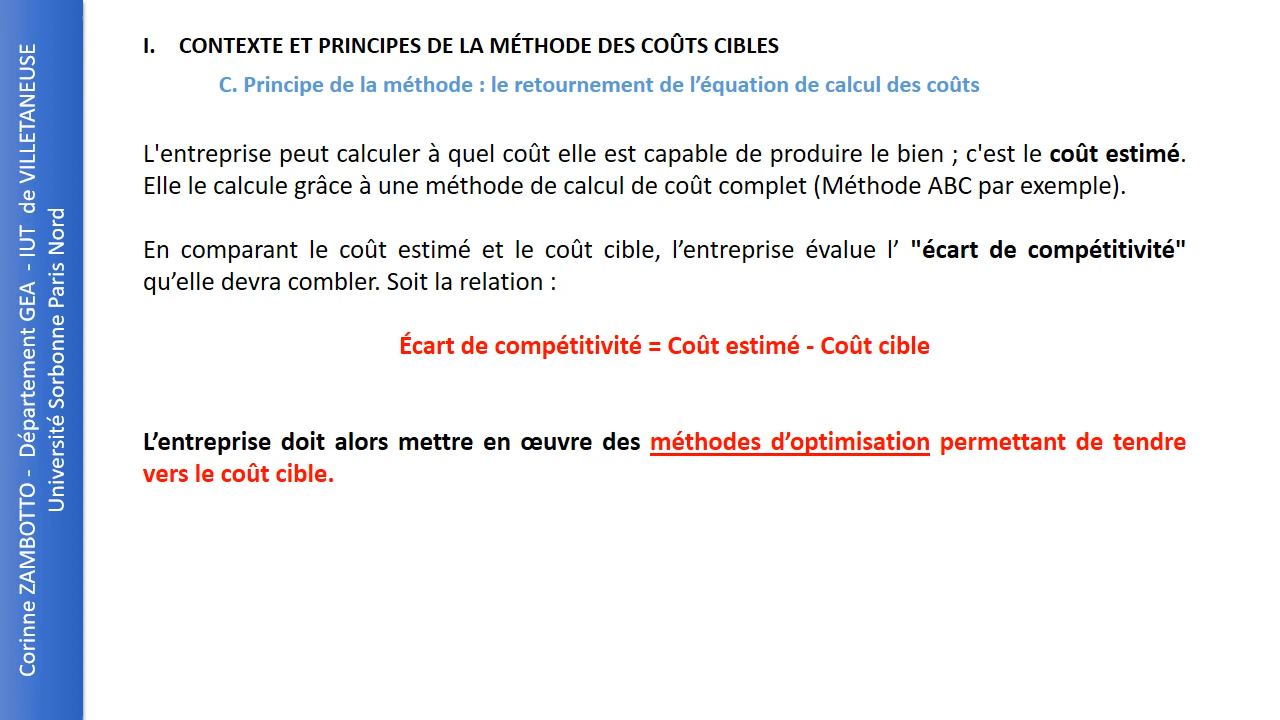 I. CONTEXTE ET PRINCIPES DE LA MÉTHODE DES COÛTS CIBLES
C. Principe de la méthode : le retournement de l’équation de calcul des coûts
L'entreprise peut calculer à quel coût elle est capable de produire le bien ; c'est le coût estimé.
Elle le calcule grâce à une méthode de calcul de coût complet (Méthode ABC par exemple).
En comparant le coût estimé et le coût cible, l’entreprise évalue l’ "écart de compétitivité"
qu’elle devra combler. Soit la relation :
Écart de compétitivité = Coût estimé - Coût cible
L’entreprise doit alors mettre en œuvre des méthodes d’optimisation permettant de tendre
vers le coût cible.
Corinne ZAMBOTTO - Département GEA - IUT de VILLETANEUSE
Université Sorbonne Paris Nord